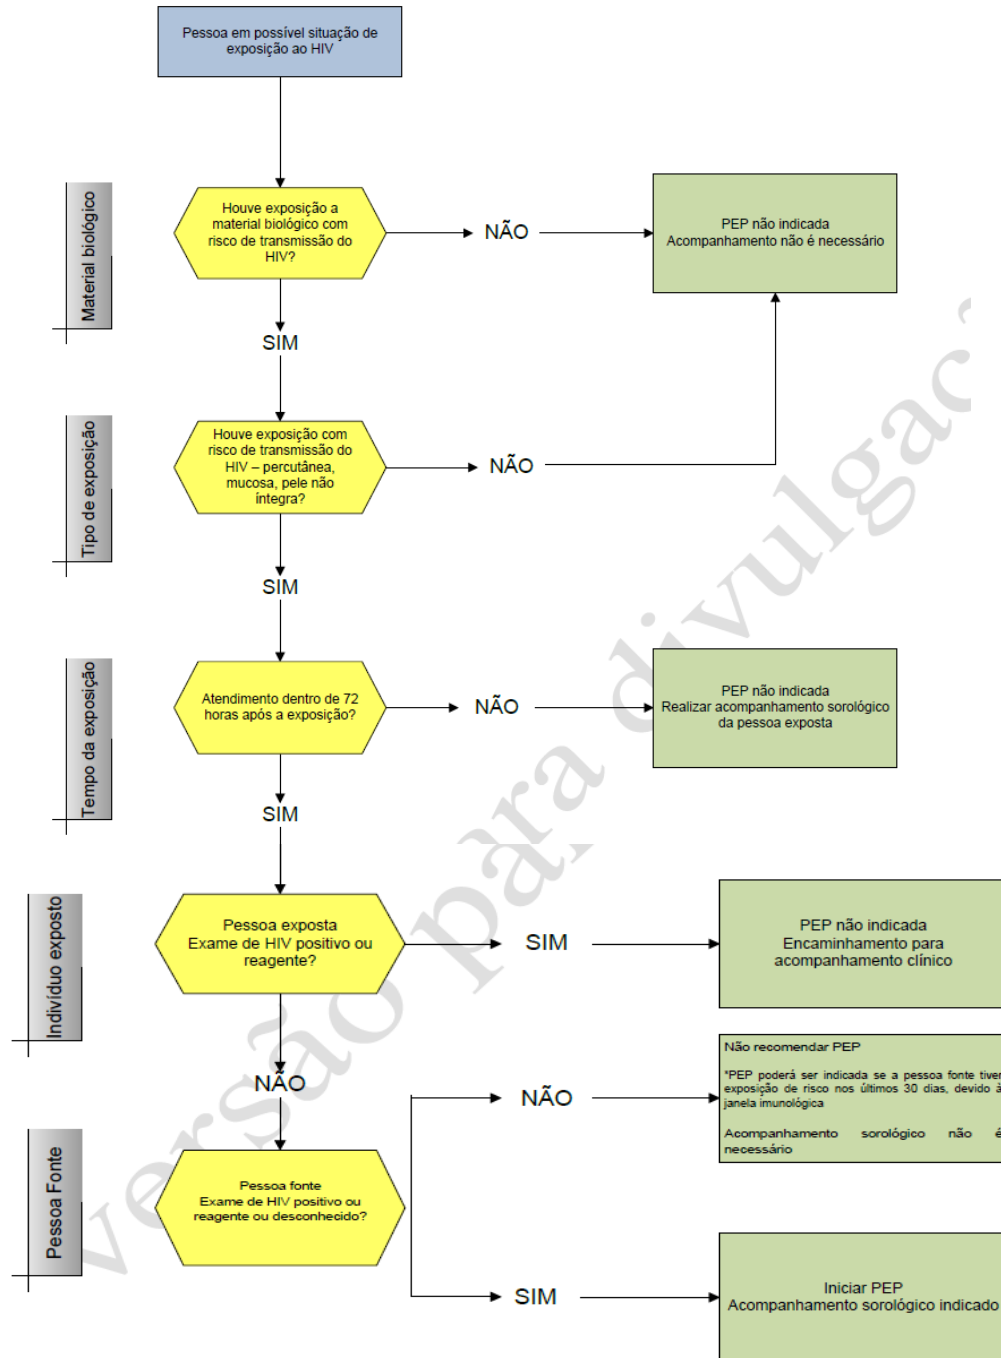 Pessoa em possível situação de
exposição ao HIV
Material biológico
Houve exposição a
material biológico com
risco de transmissão do
HIV?
NÃO
PEP não indicada
Acompanhamento não é necessário
SIM
Tipo de exposição
Houve exposição com
risco de transmissão do
HIV – percutânea,
mucosa, pele não
íntegra?
NÃO
SIM
Tempo da exposição
Atendimento dentro de 72
horas após a exposição?
NÃO
PEP não indicada
Realizar acompanhamento sorológico
da pessoa exposta
SIM
Indivíduo exposto
Pessoa exposta
Exame de HIV positivo ou
reagente?
SIM
PEP não indicada
Encaminhamento para
acompanhamento clínico
NÃO
Pessoa Fonte
Pessoa fonte
Exame de HIV positivo ou
reagente ou desconhecido?
NÃO
Não recomendar PEP
*PEP poderá ser indicada se a pessoa fonte tiver
exposição de risco nos últimos 30 dias, devido à
janela imunológica
Acompanhamento sorológico não é
necessário
SIM
Iniciar PEP
Acompanhamento sorológico indicado
versão para divulgaç